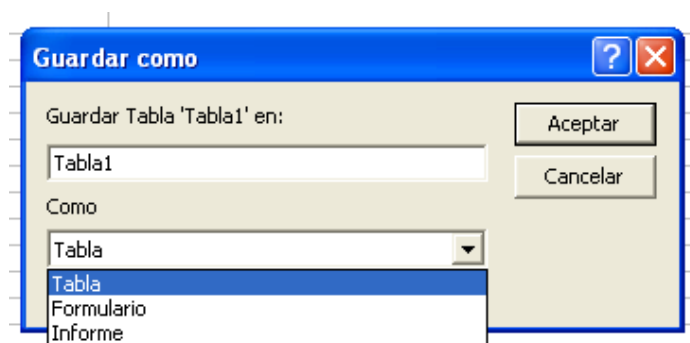 Guardar como
Guardar Tabla 'Tabla1' en:
Aceptar
Tabla1
Cancelar
Como
Tabla
Tabla
Formulario
Informe